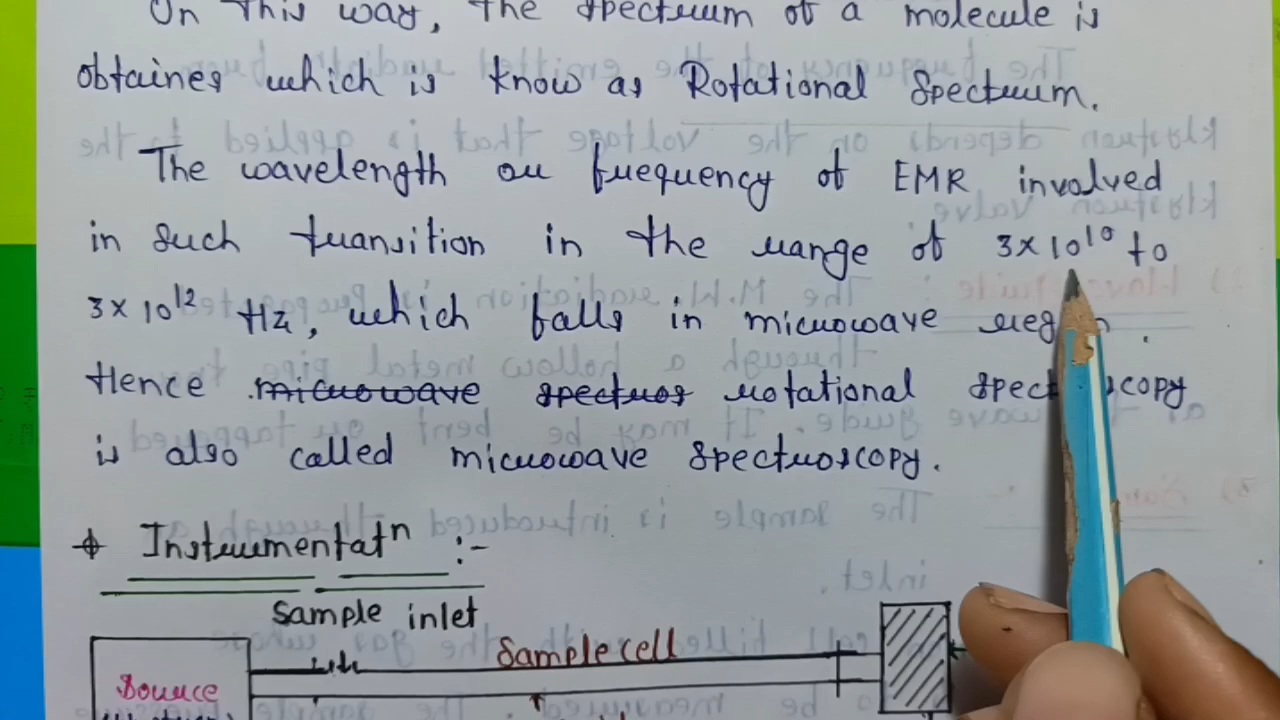 On this way, the spectrum of a molecule is
obtaines which is know as Rotational Spectrum.
The wavelength or frequency of EMR involved
in such transition in the range of 3×10¹⁰ to
3×10¹² Hz, which falls in microwave
Hence microwave spectros rotational spectroscopy
is also called microwave spectroscopy.
Instrumentatⁿ :-
Sample inlet
Sample cell
Source